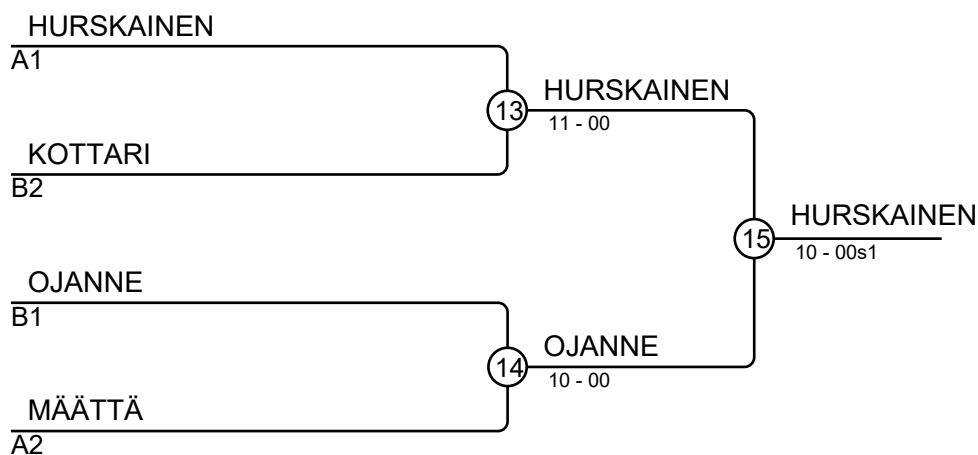 HURSKAINEN
A1
13
HURSKAINEN
11 - 00
KOTTARI
B2
15
HURSKAINEN
10 - 00s1
OJANNE
B1
14
OJANNE
10 - 00
MÄÄTTÄ
A2